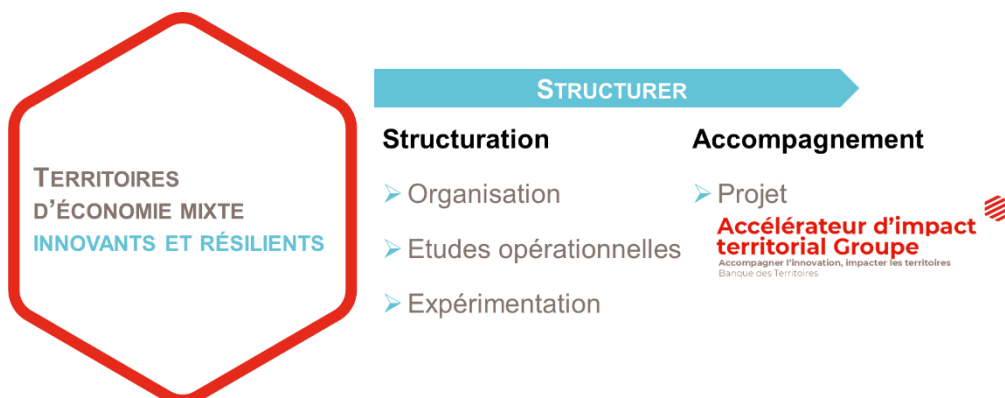 TERRITOIRES
D'ÉCONOMIE MIXTE
INNOVANTS ET RÉSILIENTS
STRUCTURER
Structuration
Organisation
Etudes opérationnelles
Expérimentation
Accompagnement
Projet
Accélérateur d'impact
territorial Groupe
Accompagner l'innovation, impacter les territoires
Banque des Territoires